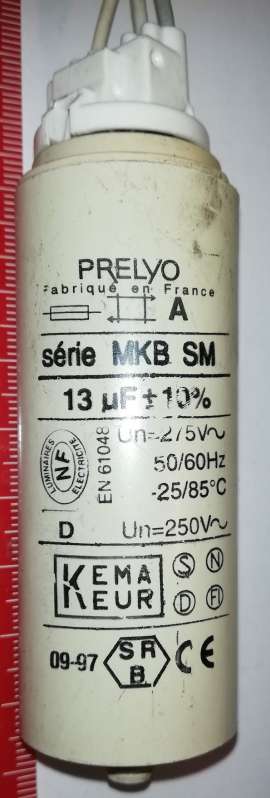 PRELYO
Fabriqué en France
A
série MKB SM
13 µF ± 10%
Un=275V~
50/60Hz
-25/85°C
LUMINAIRES NF ELECTRICITE
EN 61048
D Un=250V~
KEMA KEUR
S N
D FI
09-97 SR B CE